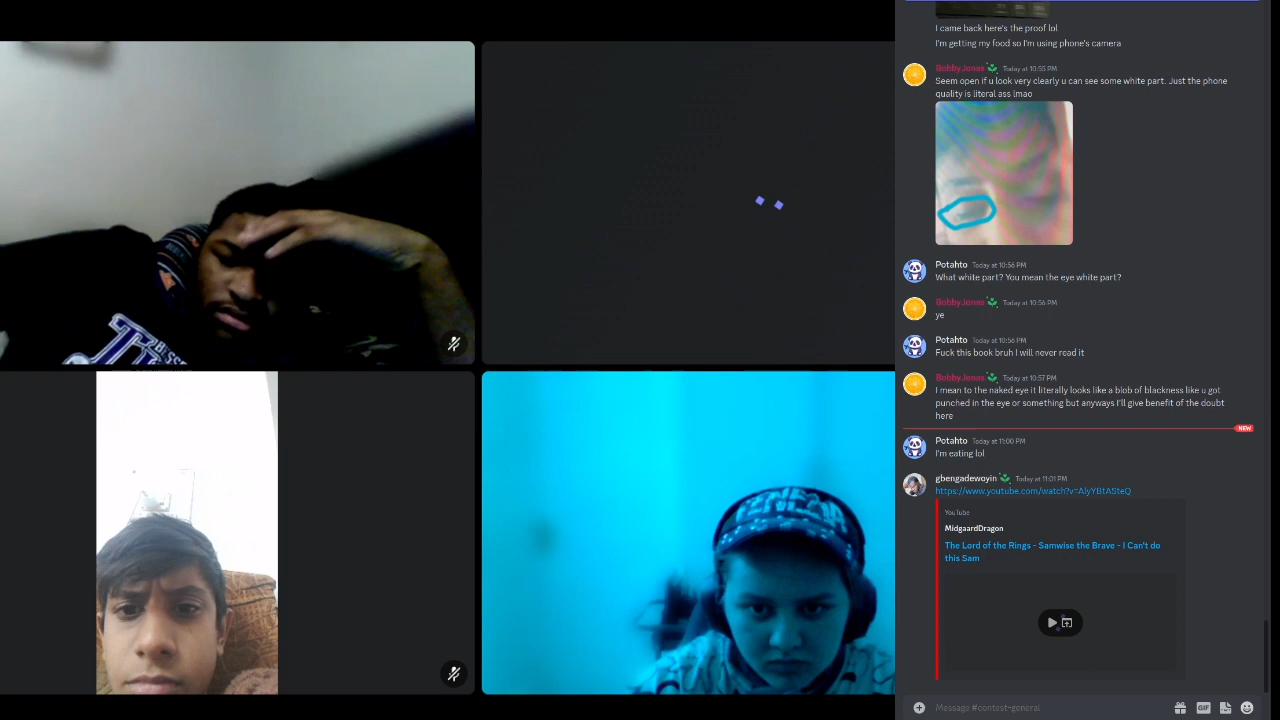 I came back here's the proof lol
I'm getting my food so I'm using phone's camera
BobbyJonas Today at 10:55 PM
Seem open if u look very clearly u can see some white part. Just the phone
quality is literal ass lmao
Potahto Today at 10:56 PM
What white part? You mean the eye white part?
BobbyJonas Today at 10:56 PM
ye
Potahto Today at 10:56 PM
Fuck this book bruh I will never read it
BobbyJonas Today at 10:57 PM
I mean to the naked eye it literally looks like a blob of blackness like u got
punched in the eye or something but anyways I'll give benefit of the doubt
here
NEW
Potahto Today at 11:00 PM
I'm eating lol
gbengadewoyin Today at 11:01 PM
https://www.youtube.com/watch?v=AlyYBtASteQ
YouTube
MidgaardDragon
The Lord of the Rings - Samwise the Brave - I Can't do
this Sam
Message #contest-general
GIF